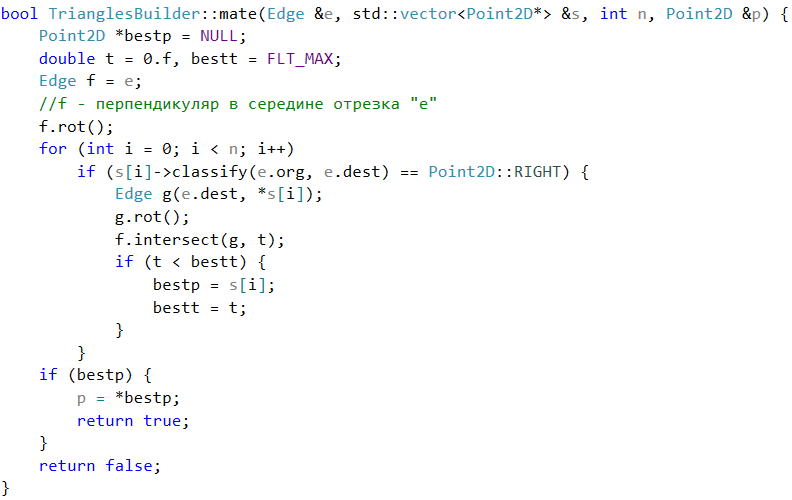 bool TrianglesBuilder::mate(Edge &e, std::vector<Point2D*> &s, int n, Point2D &p) {
    Point2D *bestp = NULL;
    double t = 0.f, bestt = FLT_MAX;
    Edge f = e;
    //f - перпендикуляр в середине отрезка "e"
    f.rot();
    for (int i = 0; i < n; i++)
        if (s[i]->classify(e.org, e.dest) == Point2D::RIGHT) {
            Edge g(e.dest, *s[i]);
            g.rot();
            f.intersect(g, t);
            if (t < bestt) {
                bestp = s[i];
                bestt = t;
            }
        }
    if (bestp) {
        p = *bestp;
        return true;
    }
    return false;
}